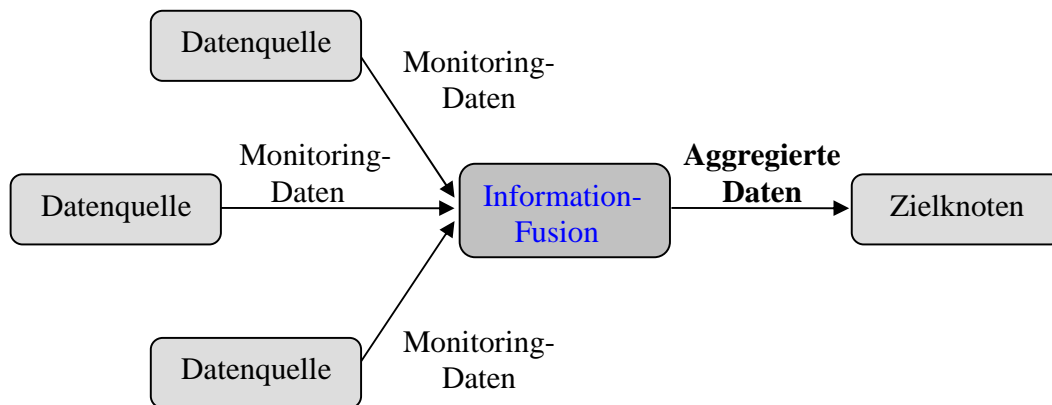 Datenquelle
Monitoring-
Daten
Monitoring-
Daten
Datenquelle
Information-
Fusion
Aggregierte
Daten
Zielknoten
Datenquelle
Monitoring-
Daten